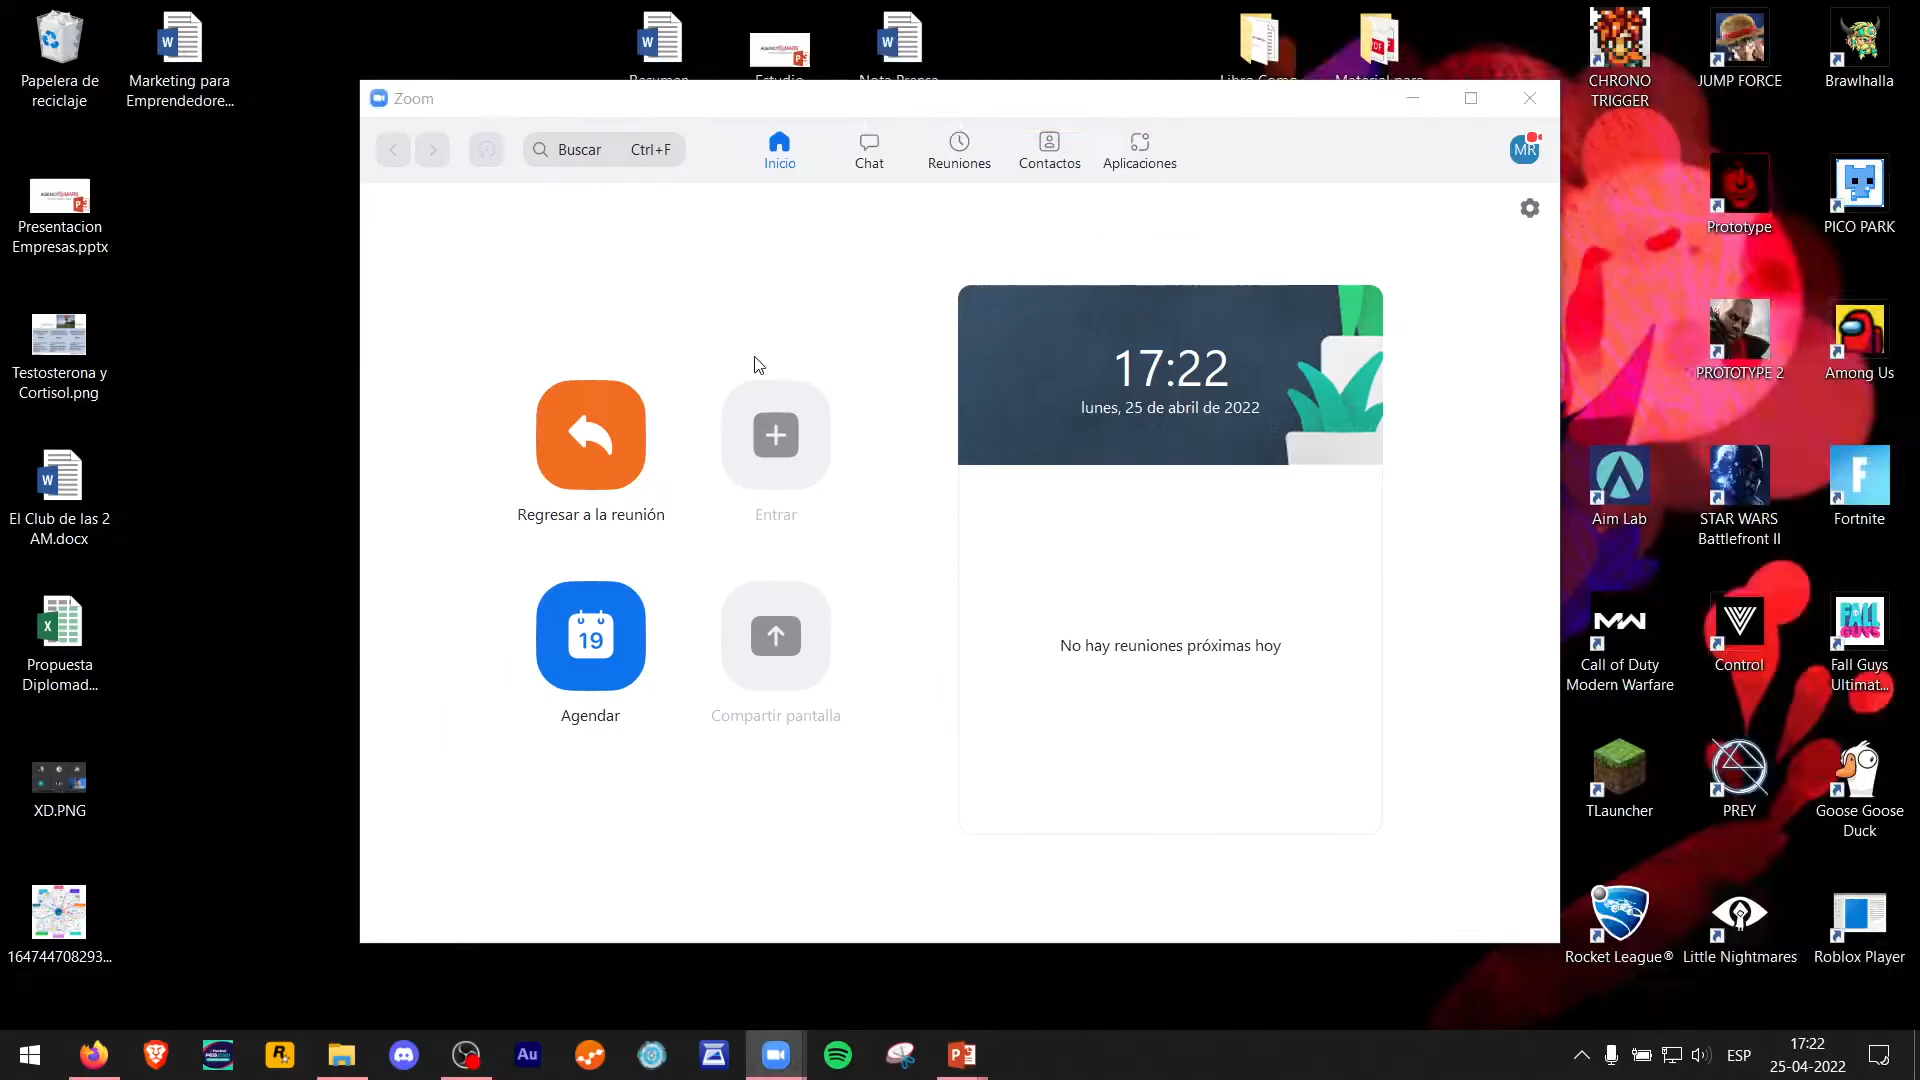 Papelera de
reciclaje
Marketing para
Emprendedore...
Resumen
Estudio
Nota Prensa
CHRONO
TRIGGER
JUMP FORCE
Brawlhalla
Zoom
Buscar Ctrl+F
Inicio
Chat
Reuniones
Contactos
Aplicaciones
MR
Presentacion
Empresas.pptx
Prototype
PICO PARK
17:22
lunes, 25 de abril de 2022
Testosterona y
Cortisol.png
PROTOTYPE 2
Among Us
Regresar a la reunión
Entrar
El Club de las 2
AM.docx
Aim Lab
STAR WARS
Battlefront II
Fortnite
19
No hay reuniones próximas hoy
Propuesta
Diplomad...
Call of Duty
Modern Warfare
Control
Fall Guys
Ultimat...
Agendar
Compartir pantalla
XD.PNG
TLauncher
PREY
Goose Goose
Duck
164744708293...
Rocket League®
Little Nightmares
Roblox Player
ESP
17:22
25-04-2022